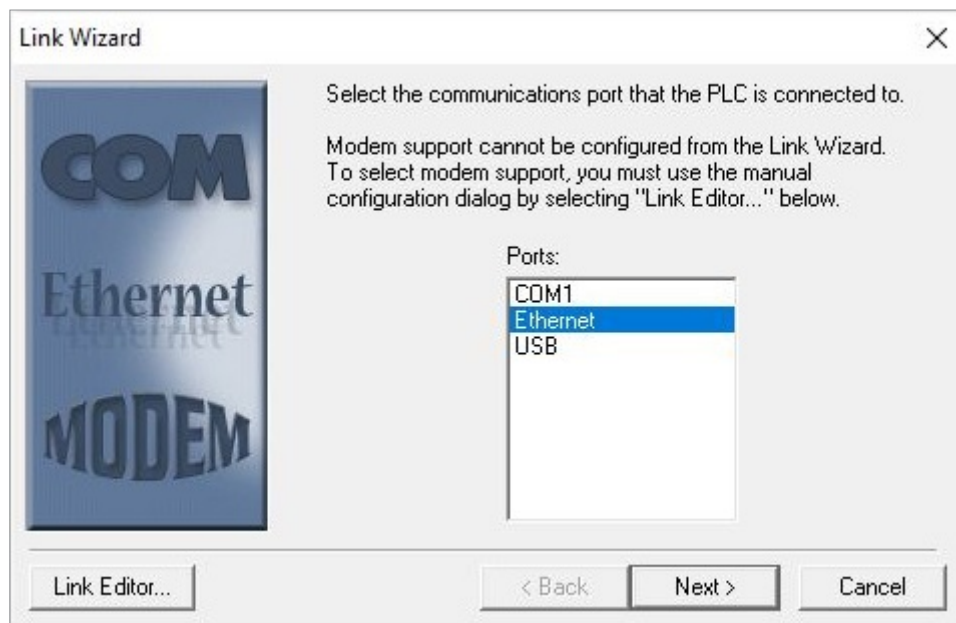 Link Wizard
Select the communications port that the PLC is connected to.
Modem support cannot be configured from the Link Wizard.
To select modem support, you must use the manual
configuration dialog by selecting "Link Editor..." below.
COM
Ethernet
MODEM
Ports:
COM1
Ethernet
USB
Link Editor...
< Back
Next >
Cancel